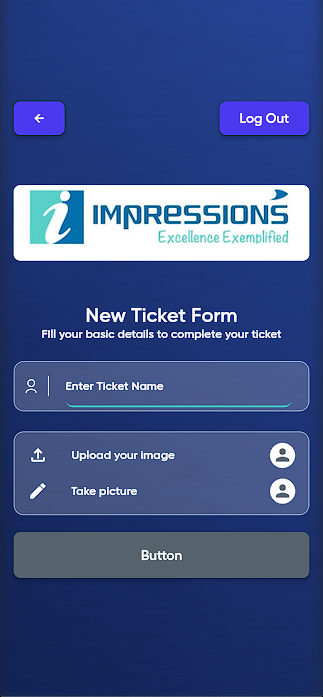 Log Out
i IMPRESSIONS
Excellence Exemplified
New Ticket Form
Fill your basic details to complete your ticket
Enter Ticket Name
Upload your image
Take picture
Button